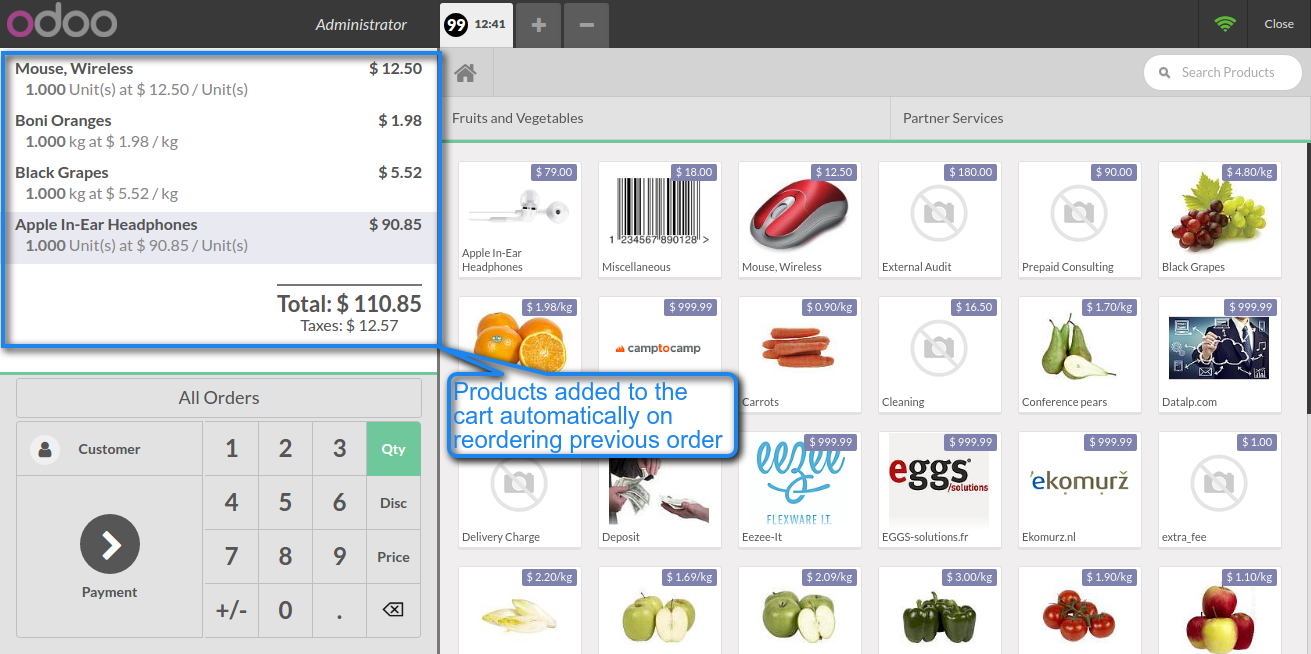 odoo
Administrator
99 12:41
Close
Search Products
Fruits and Vegetables
Partner Services
Mouse, Wireless $ 12.50
1.000 Unit(s) at $ 12.50 / Unit(s)
Boni Oranges $ 1.98
1.000 kg at $ 1.98 / kg
Black Grapes $ 5.52
1.000 kg at $ 5.52 / kg
Apple In-Ear Headphones $ 90.85
1.000 Unit(s) at $ 90.85 / Unit(s)
Total: $ 110.85
Taxes: $ 12.57
Products added to the
cart automatically on
reordering previous order
All Orders
Customer
1 2 3 Qty
4 5 6 Disc
7 8 9 Price
+/- 0 .
Payment
$ 79.00
Apple In-Ear
Headphones
$ 18.00
1 234567 890128 >
Miscellaneous
$ 12.50
Mouse, Wireless
$ 180.00
External Audit
$ 90.00
Prepaid Consulting
$ 4.80/kg
Black Grapes
$ 1.98/kg
$ 999.99
camptocamp
$ 0.90/kg
Carrots
$ 16.50
Cleaning
$ 1.70/kg
Conference pears
$ 999.99
Datalp.com
Delivery Charge
Deposit
$ 999.99
eezee
FLEXWARE I.T.
Eezee-It
$ 999.99
eggs
/solutions
EGGS-solutions.fr
$ 999.99
'ekomurž
Ekomurz.nl
$ 1.00
extra_fee
$ 2.20/kg
$ 1.69/kg
$ 2.09/kg
$ 3.00/kg
$ 1.90/kg
$ 1.10/kg